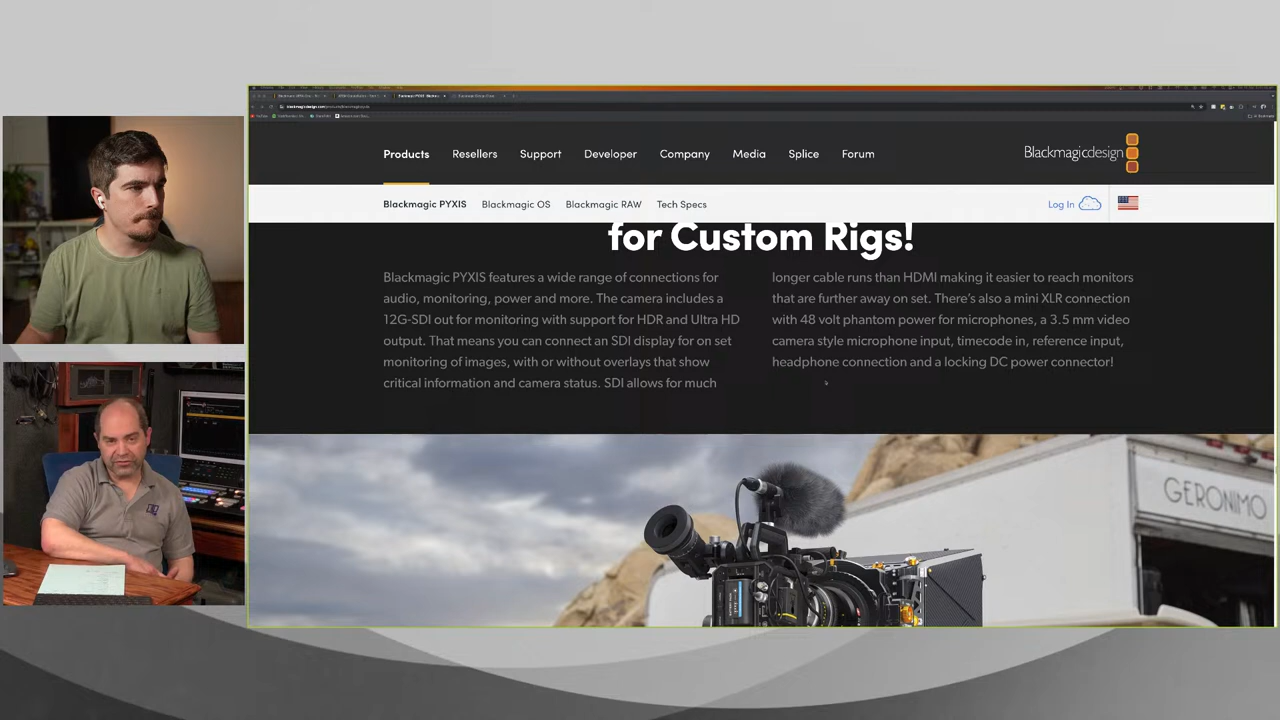 Products Resellers Support Developer Company Media Splice Forum
Blackmagicdesign
Blackmagic PYXIS Blackmagic OS Blackmagic RAW Tech Specs
Log In
for Custom Rigs!
Blackmagic PYXIS features a wide range of connections for
audio, monitoring, power and more. The camera includes a
12G-SDI out for monitoring with support for HDR and Ultra HD
output. That means you can connect an SDI display for on set
monitoring of images, with or without overlays that show
critical information and camera status. SDI allows for much
longer cable runs than HDMI making it easier to reach monitors
that are further away on set. There's also a mini XLR connection
with 48 volt phantom power for microphones, a 3.5 mm video
camera style microphone input, timecode in, reference input,
headphone connection and a locking DC power connector!
GERONIMO